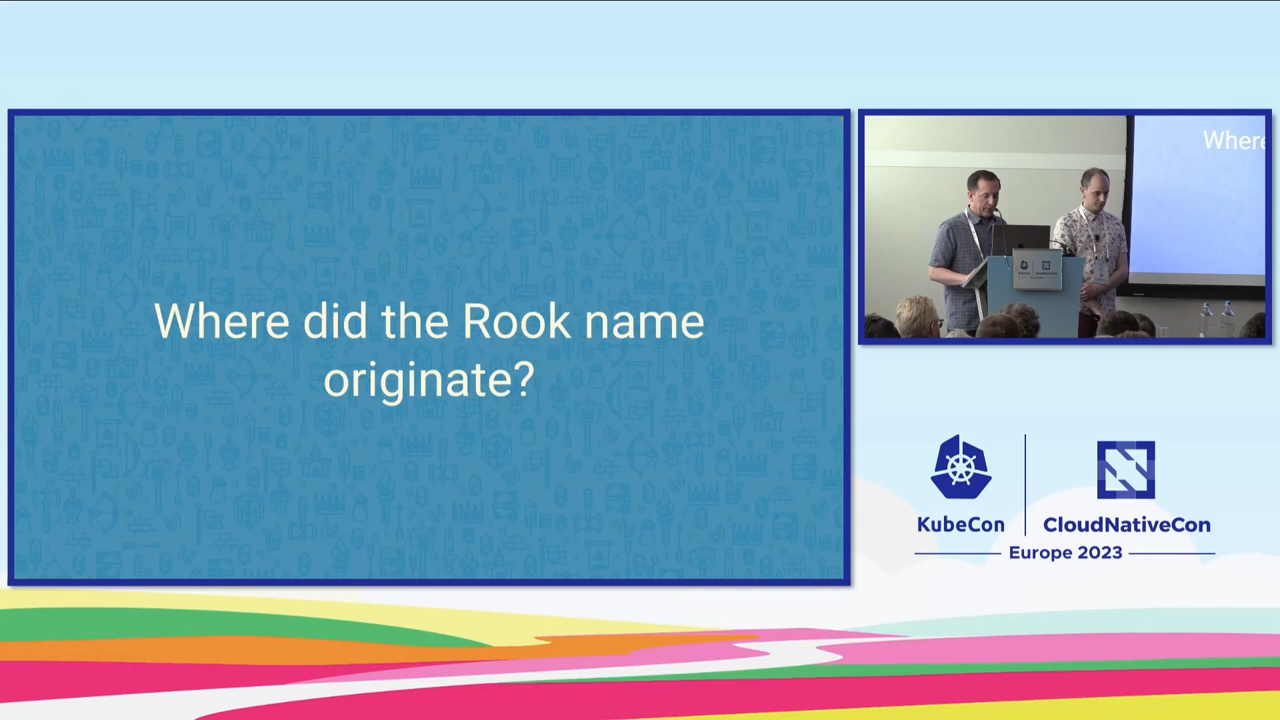 Where did the Rook name
originate?
Where
KubeCon
CloudNativeCon
Europe 2023